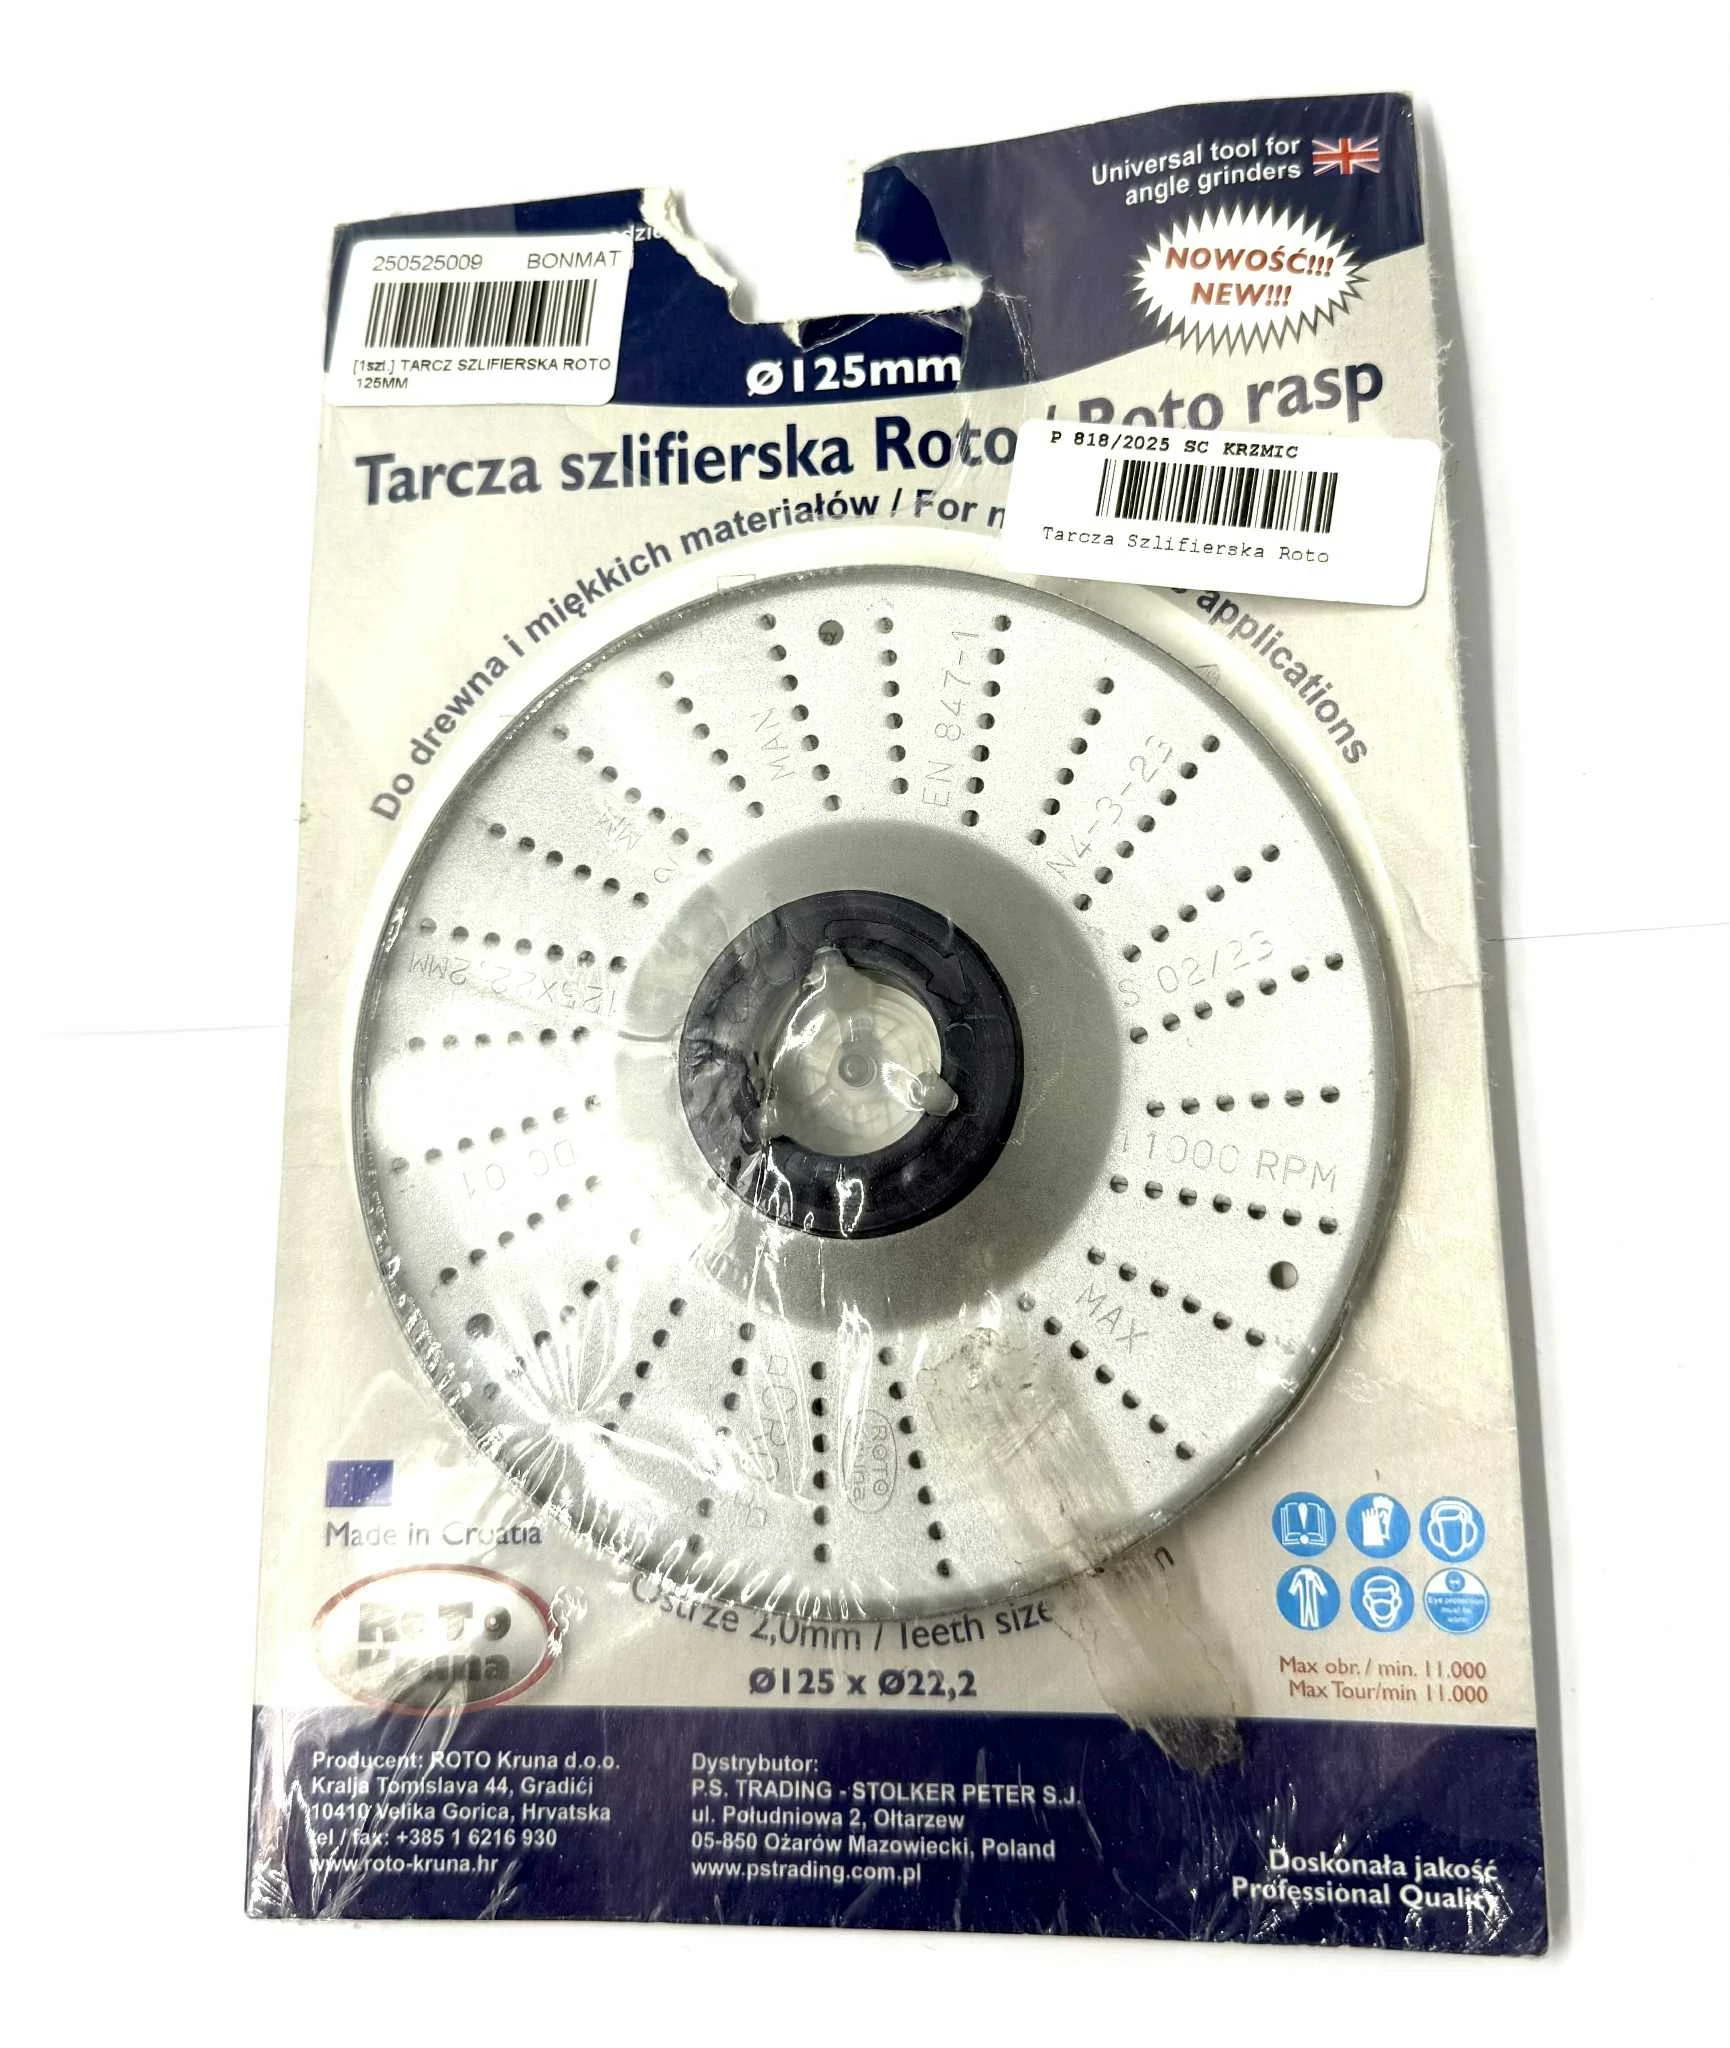 Universal tool for
angle grinders
NOWOŚĆ!!!
NEW!!!
250525009 BONMAT
[1szt.] TARCZ SZLIFIERSKA ROTO
125MM
Ø125mm
Tarcza szlifierska Roto / Roto rasp
P 818/2025 SC KRZMIC
Tarcza Szlifierska Roto
Do drewna i miękkich materiałów / For
applications
MAN
EN 847-1
N4-3-23
S 02/23
11000 RPM
MAX
ROTO
125X22,2MM
Made in Croatia
RoTo
Kruna
Ostrze 2,0mm / Teeth size
Ø125 x Ø22,2
Max obr. / min. 11.000
Max Tour/min 11.000
Producent: ROTO Kruna d.o.o.
Kralja Tomislava 44, Gradići
10410 Velika Gorica, Hrvatska
tel / fax: +385 1 6216 930
www.roto-kruna.hr
Dystrybutor:
P.S. TRADING - STOLKER PETER S.J.
ul. Południowa 2, Ołtarzew
05-850 Ożarów Mazowiecki, Poland
www.pstrading.com.pl
Doskonała jakość
Professional Quality